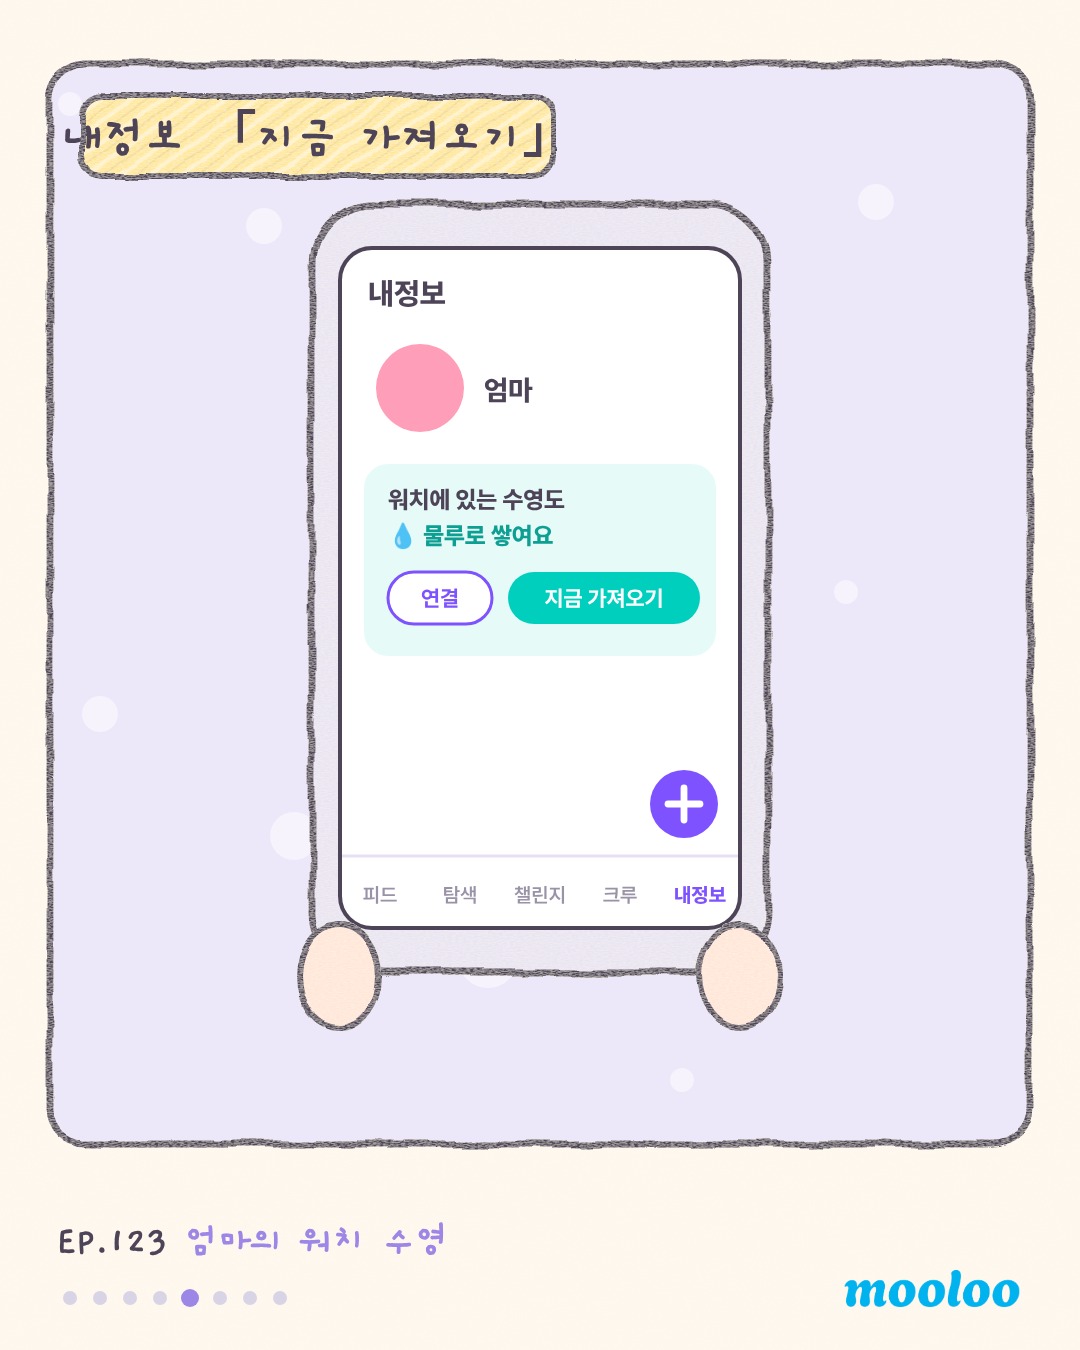 내정보 「지금 가져오기」
내정보
엄마
워치에 있는 수영도
💧 물루로 쌓여요
연결 지금 가져오기
피드 탐색 챌린지 크루 내정보
EP.123 엄마의 워치 수영
mooloo